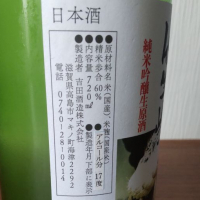 日本酒
●原材料名 米(国産)、米麹(国産米)
●精米歩合 60% ●アルコール分 17度
●内容量 720ml ●製造年月 下部に表示
●製造者 吉田酒造株式会社
滋賀県高島市マキノ町海津2292
電話 0740-28-0014
純米吟醸生原酒